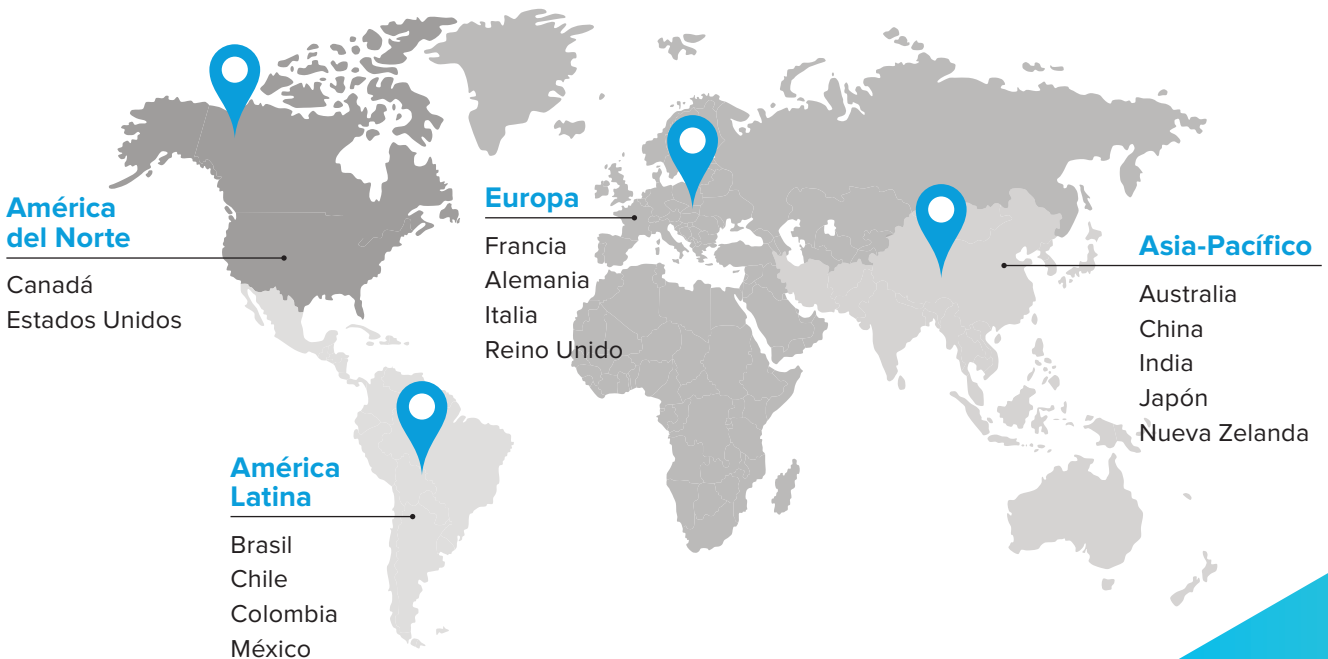 América
del Norte
Canadá
Estados Unidos
Europa
Francia
Alemania
Italia
Reino Unido
Asia-Pacífico
Australia
China
India
Japón
Nueva Zelanda
América
Latina
Brasil
Chile
Colombia
México